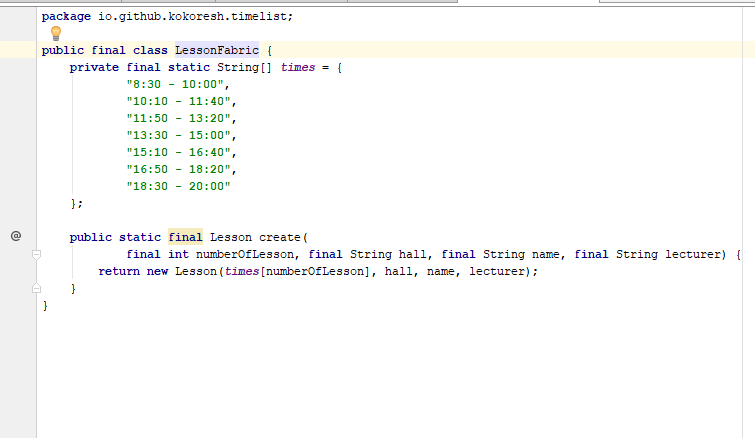 package io.github.kokoresh.timelist;
public final class LessonFabric {
private final static String[] times = {
"8:30 - 10:00",
"10:10 - 11:40",
"11:50 - 13:20",
"13:30 - 15:00",
"15:10 - 16:40",
"16:50 - 18:20",
"18:30 - 20:00"
};
@ public static final Lesson create(
final int numberOfLesson, final String hall, final String name, final String lecturer) {
return new Lesson(times[numberOfLesson], hall, name, lecturer);
}
}